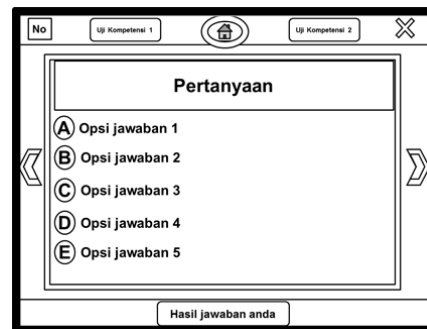 No
Uji Kompetensi 1
Uji Kompetensi 2
Pertanyaan
A Opsi jawaban 1
B Opsi jawaban 2
C Opsi jawaban 3
D Opsi jawaban 4
E Opsi jawaban 5
Hasil jawaban anda